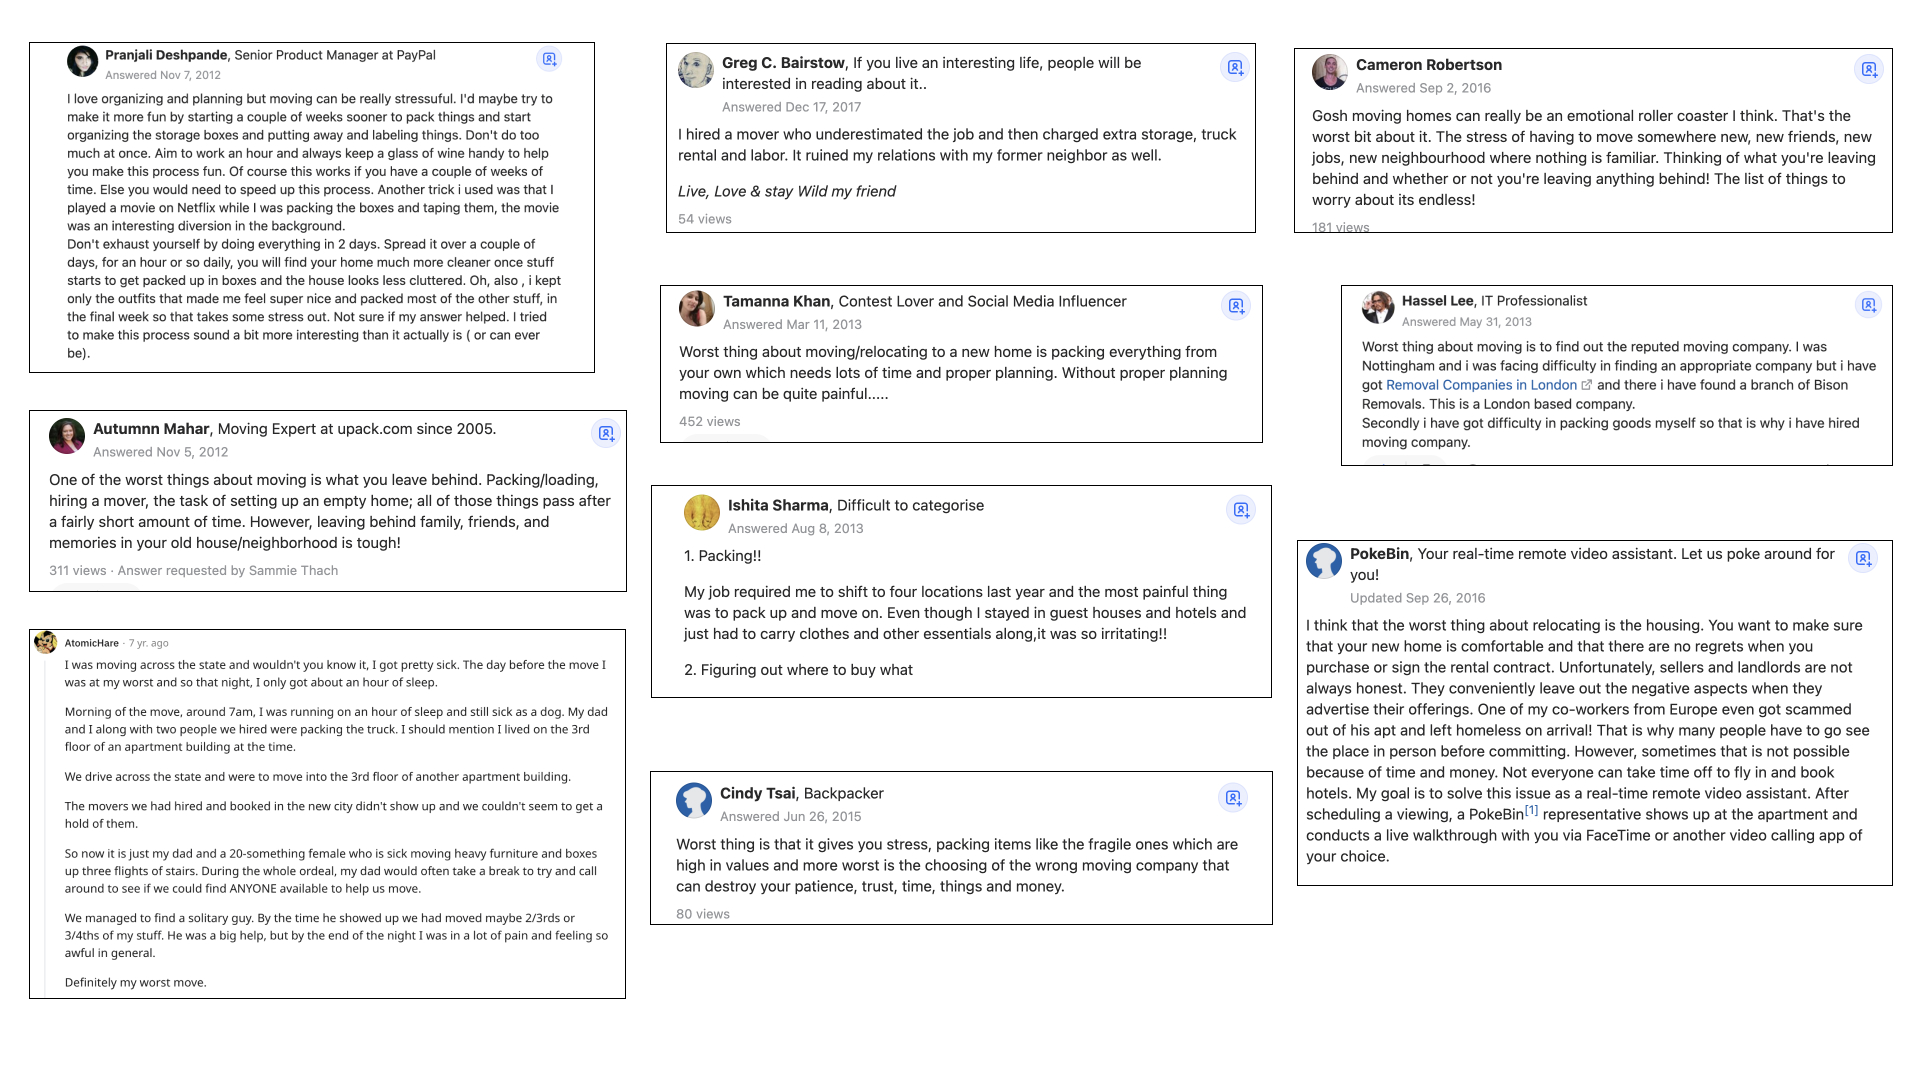 Pranjali Deshpande, Senior Product Manager at PayPal
Answered Nov 7, 2012
I love organizing and planning but moving can be really stressuful. I'd maybe try to
make it more fun by starting a couple of weeks sooner to pack things and start
organizing the storage boxes and putting away and labeling things. Don't do too
much at once. Aim to work an hour and always keep a glass of wine handy to help
you make this process fun. Of course this works if you have a couple of weeks of
time. Else you would need to speed up this process. Another trick i used was that I
played a movie on Netflix while I was packing the boxes and taping them, the movie
was an interesting diversion in the background.
Don't exhaust yourself by doing everything in 2 days. Spread it over a couple of
days, for an hour or so daily, you will find your home much more cleaner once stuff
starts to get packed up in boxes and the house looks less cluttered. Oh, also , i kept
only the outfits that made me feel super nice and packed most of the other stuff, in
the final week so that takes some stress out. Not sure if my answer helped. I tried
to make this process sound a bit more interesting than it actually is ( or can ever
be).
Autumnn Mahar, Moving Expert at upack.com since 2005.
Answered Nov 5, 2012
One of the worst things about moving is what you leave behind. Packing/loading,
hiring a mover, the task of setting up an empty home; all of those things pass after
a fairly short amount of time. However, leaving behind family, friends, and
memories in your old house/neighborhood is tough!
311 views · Answer requested by Sammie Thach
AtomicHare · 7 yr. ago
I was moving across the state and wouldn't you know it, I got pretty sick. The day before the move I
was at my worst and so that night, I only got about an hour of sleep.
Morning of the move, around 7am, I was running on an hour of sleep and still sick as a dog. My dad
and I along with two people we hired were packing the truck. I should mention I lived on the 3rd
floor of an apartment building at the time.
We drive across the state and were to move into the 3rd floor of another apartment building.
The movers we had hired and booked in the new city didn't show up and we couldn't seem to get a
hold of them.
So now it is just my dad and a 20-something female who is sick moving heavy furniture and boxes
up three flights of stairs. During the whole ordeal, my dad would often take a break to try and call
around to see if we could find ANYONE available to help us move.
We managed to find a solitary guy. By the time he showed up we had moved maybe 2/3rds or
3/4ths of my stuff. He was a big help, but by the end of the night I was in a lot of pain and feeling so
awful in general.
Definitely my worst move.
Greg C. Bairstow, If you live an interesting life, people will be
interested in reading about it..
Answered Dec 17, 2017
I hired a mover who underestimated the job and then charged extra storage, truck
rental and labor. It ruined my relations with my former neighbor as well.
Live, Love & stay Wild my friend
54 views
Tamanna Khan, Contest Lover and Social Media Influencer
Answered Mar 11, 2013
Worst thing about moving/relocating to a new home is packing everything from
your own which needs lots of time and proper planning. Without proper planning
moving can be quite painful.....
452 views
Ishita Sharma, Difficult to categorise
Answered Aug 8, 2013
1. Packing!!
My job required me to shift to four locations last year and the most painful thing
was to pack up and move on. Even though I stayed in guest houses and hotels and
just had to carry clothes and other essentials along,it was so irritating!!
2. Figuring out where to buy what
Cindy Tsai, Backpacker
Answered Jun 26, 2015
Worst thing is that it gives you stress, packing items like the fragile ones which are
high in values and more worst is the choosing of the wrong moving company that
can destroy your patience, trust, time, things and money.
80 views
Cameron Robertson
Answered Sep 2, 2016
Gosh moving homes can really be an emotional roller coaster I think. That's the
worst bit about it. The stress of having to move somewhere new, new friends, new
jobs, new neighbourhood where nothing is familiar. Thinking of what you're leaving
behind and whether or not you're leaving anything behind! The list of things to
worry about its endless!
181 views
Hassel Lee, IT Professionalist
Answered May 31, 2013
Worst thing about moving is to find out the reputed moving company. I was
Nottingham and i was facing difficulty in finding an appropriate company but i have
got Removal Companies in London and there i have found a branch of Bison
Removals. This is a London based company.
Secondly i have got difficulty in packing goods myself so that is why i have hired
moving company.
PokeBin, Your real-time remote video assistant. Let us poke around for
you!
Updated Sep 26, 2016
I think that the worst thing about relocating is the housing. You want to make sure
that your new home is comfortable and that there are no regrets when you
purchase or sign the rental contract. Unfortunately, sellers and landlords are not
always honest. They conveniently leave out the negative aspects when they
advertise their offerings. One of my co-workers from Europe even got scammed
out of his apt and left homeless on arrival! That is why many people have to go see
the place in person before committing. However, sometimes that is not possible
because of time and money. Not everyone can take time off to fly in and book
hotels. My goal is to solve this issue as a real-time remote video assistant. After
scheduling a viewing, a PokeBin[1] representative shows up at the apartment and
conducts a live walkthrough with you via FaceTime or another video calling app of
your choice.